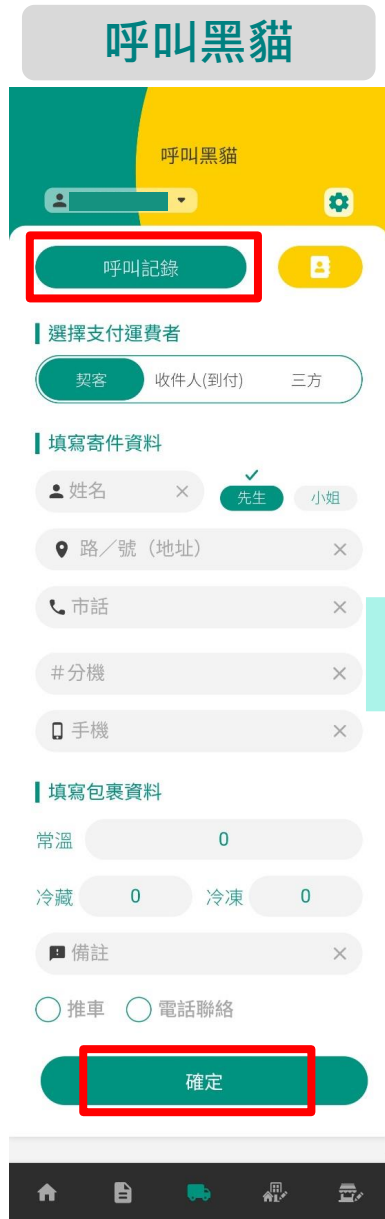 呼叫黑貓
呼叫黑貓
呼叫記錄
選擇支付運費者
契客 收件人(到付) 三方
填寫寄件資料
姓名 先生 小姐
路／號（地址）
市話
#分機
手機
填寫包裹資料
常溫 0
冷藏 0 冷凍 0
備註
推車 電話聯絡
確定